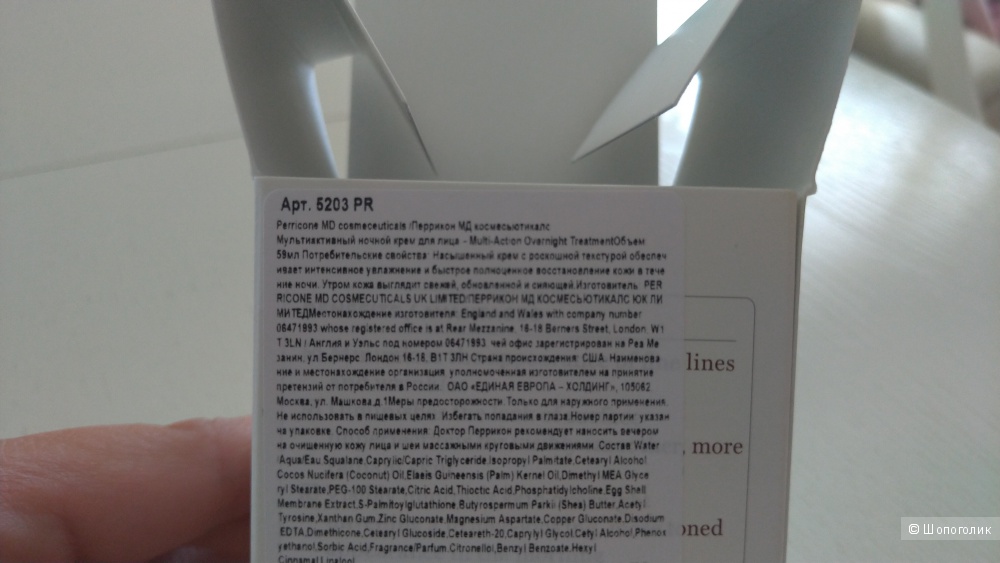 Арт. 5203 PR
Perricone MD cosmeceuticals /Перрикон МД космесьютикалс
Мультиактивный ночной крем для лица - Multi-Action Overnight TreatmentОбъем
59мл Потребительские свойства: Насыщенный крем с роскошной текстурой обеспеч
ивает интенсивное увлажнение и быстрое полноценное восстановление кожи в тече
ние ночи. Утром кожа выглядит свежей, обновленной и сияющей.Изготовитель: PER
RICONE MD COSMECUTICALS UK LIMITED/ПЕРРИКОН МД КОСМЕСЬЮТИКАЛС ЮК ЛИ
МИТЕДМестонахождение изготовителя: England and Wales with company number
06471893 whose registered office is at Rear Mezzanine, 16-18 Berners Street, London, W1
T 3LN / Англия и Уэльс под номером 06471893, чей офис зарегистрирован на Реа Ме
занин, ул.Бернерс, Лондон 16-18, В1Т 3ЛН Страна происхождения: США. Наименова
ние и местонахождение организация, уполномоченная изготовителем на принятие
претензий от потребителя в России: ОАО «ЕДИНАЯ ЕВРОПА – ХОЛДИНГ», 105062,
Москва, ул. Машкова,д.1Меры предосторожности:Только для наружного применения.
Не использовать в пищевых целях. Избегать попадания в глаза.Номер партии: указан
на упаковке. Способ применения: Доктор Перрикон рекомендует наносить вечером
на очищенную кожу лица и шеи массажными круговыми движениями. Состав:Water
/Aqua/Eau,Squalane,Caprylic/Capric Triglyceride,Isopropyl Palmitate,Cetearyl Alcohol,
Cocos Nucifera (Coconut) Oil,Elaeis Guineensis (Palm) Kernel Oil,Dimethyl MEA,Glyce
ryl Stearate,PEG-100 Stearate,Citric Acid,Thioctic Acid,Phosphatidylcholine,Egg Shell
Membrane Extract,S-Palmitoylglutathione,Butyrospermum Parkii (Shea) Butter,Acetyl
Tyrosine,Xanthan Gum,Zinc Gluconate,Magnesium Aspartate,Copper Gluconate,Disodium
EDTA,Dimethicone,Cetearyl Glucoside,Ceteareth-20,Caprylyl Glycol,Cetyl Alcohol,Phenox
yethanol,Sorbic Acid,Fragrance/Parfum,Citronellol,Benzyl Benzoate,Hexyl
Cinnamal,Linalool
lines
more
oned
© Шопоголик